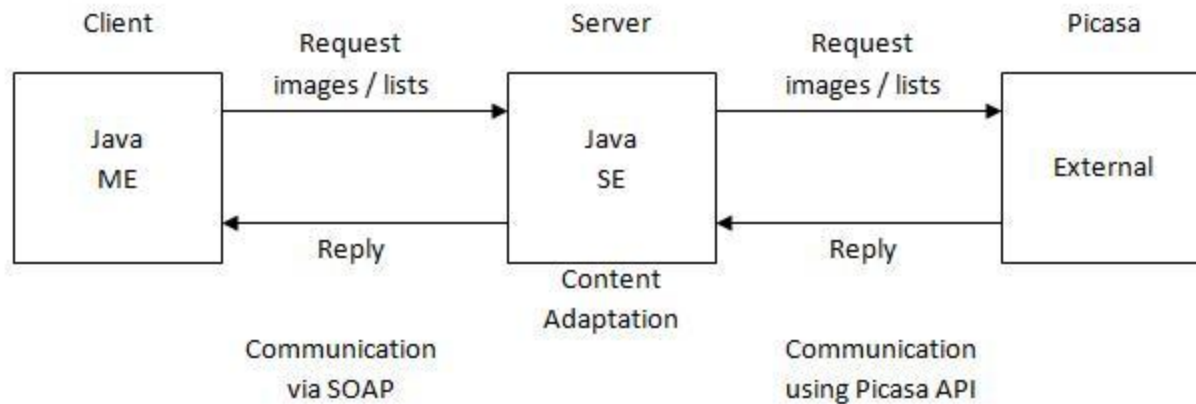 Client
Server
Picasa
Request
images / lists
Request
images / lists
Java
ME
Java
SE
External
Reply
Reply
Content
Adaptation
Communication
via SOAP
Communication
using Picasa API